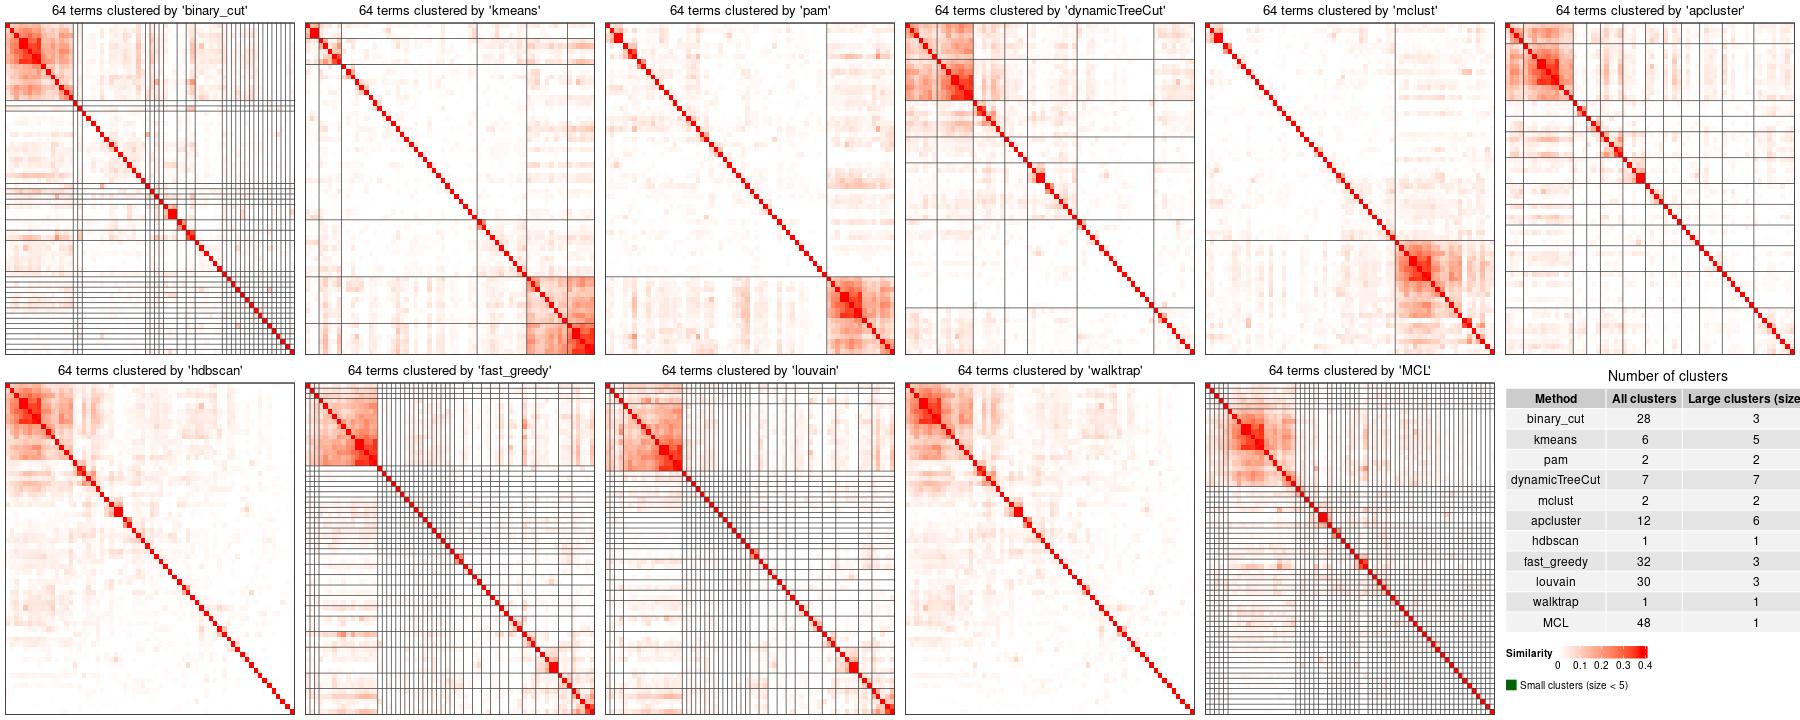 64 terms clustered by 'binary_cut'
64 terms clustered by 'kmeans'
64 terms clustered by 'pam'
64 terms clustered by 'dynamicTreeCut'
64 terms clustered by 'mclust'
64 terms clustered by 'apcluster'
64 terms clustered by 'hdbscan'
64 terms clustered by 'fast_greedy'
64 terms clustered by 'louvain'
64 terms clustered by 'walktrap'
64 terms clustered by 'MCL'
Number of clusters
Method All clusters Large clusters (size
binary_cut 28 3
kmeans 6 5
pam 2 2
dynamicTreeCut 7 7
mclust 2 2
apcluster 12 6
hdbscan 1 1
fast_greedy 32 3
louvain 30 3
walktrap 1 1
MCL 48 1
Similarity
0 0.1 0.2 0.3 0.4
Small clusters (size < 5)